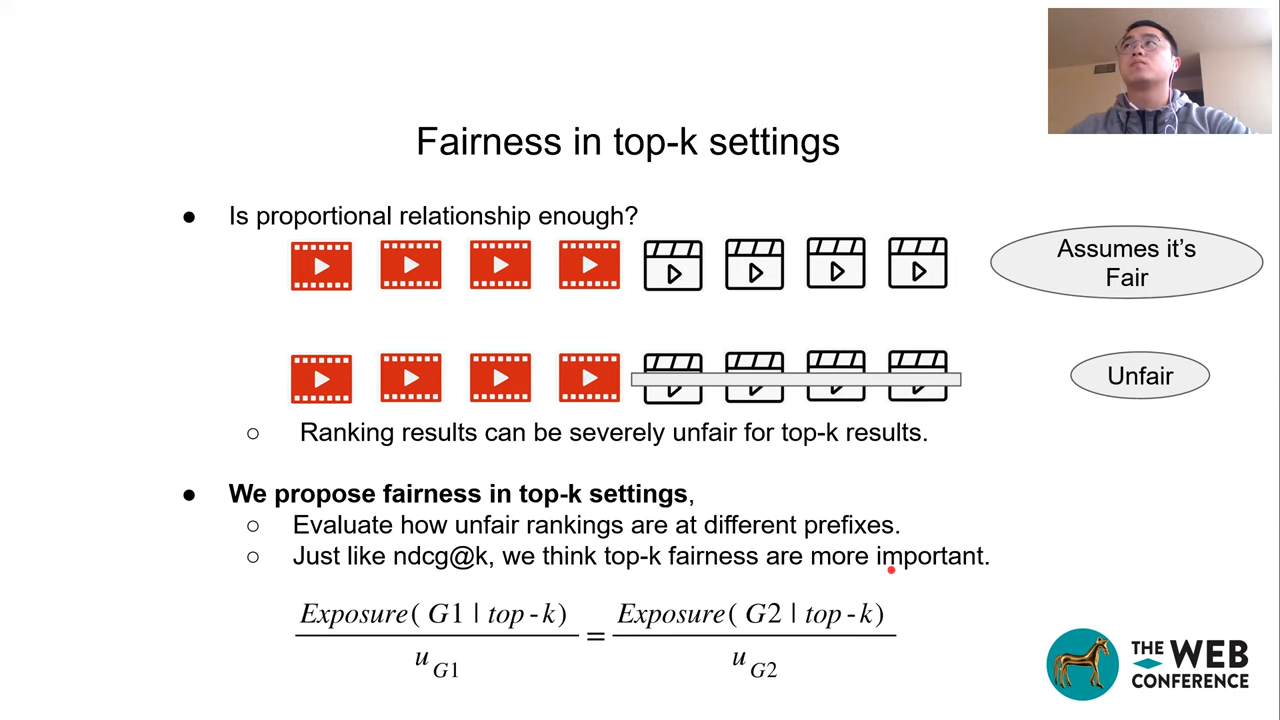 Fairness in top-k settings
● Is proportional relationship enough?
Assumes it's
Fair
Unfair
○ Ranking results can be severely unfair for top-k results.
● We propose fairness in top-k settings,
○ Evaluate how unfair rankings are at different prefixes.
○ Just like ndcg@k, we think top-k fairness are more important.
Exposure( G1 | top-k) / u_G1 = Exposure( G2 | top-k) / u_G2
THE WEB
CONFERENCE